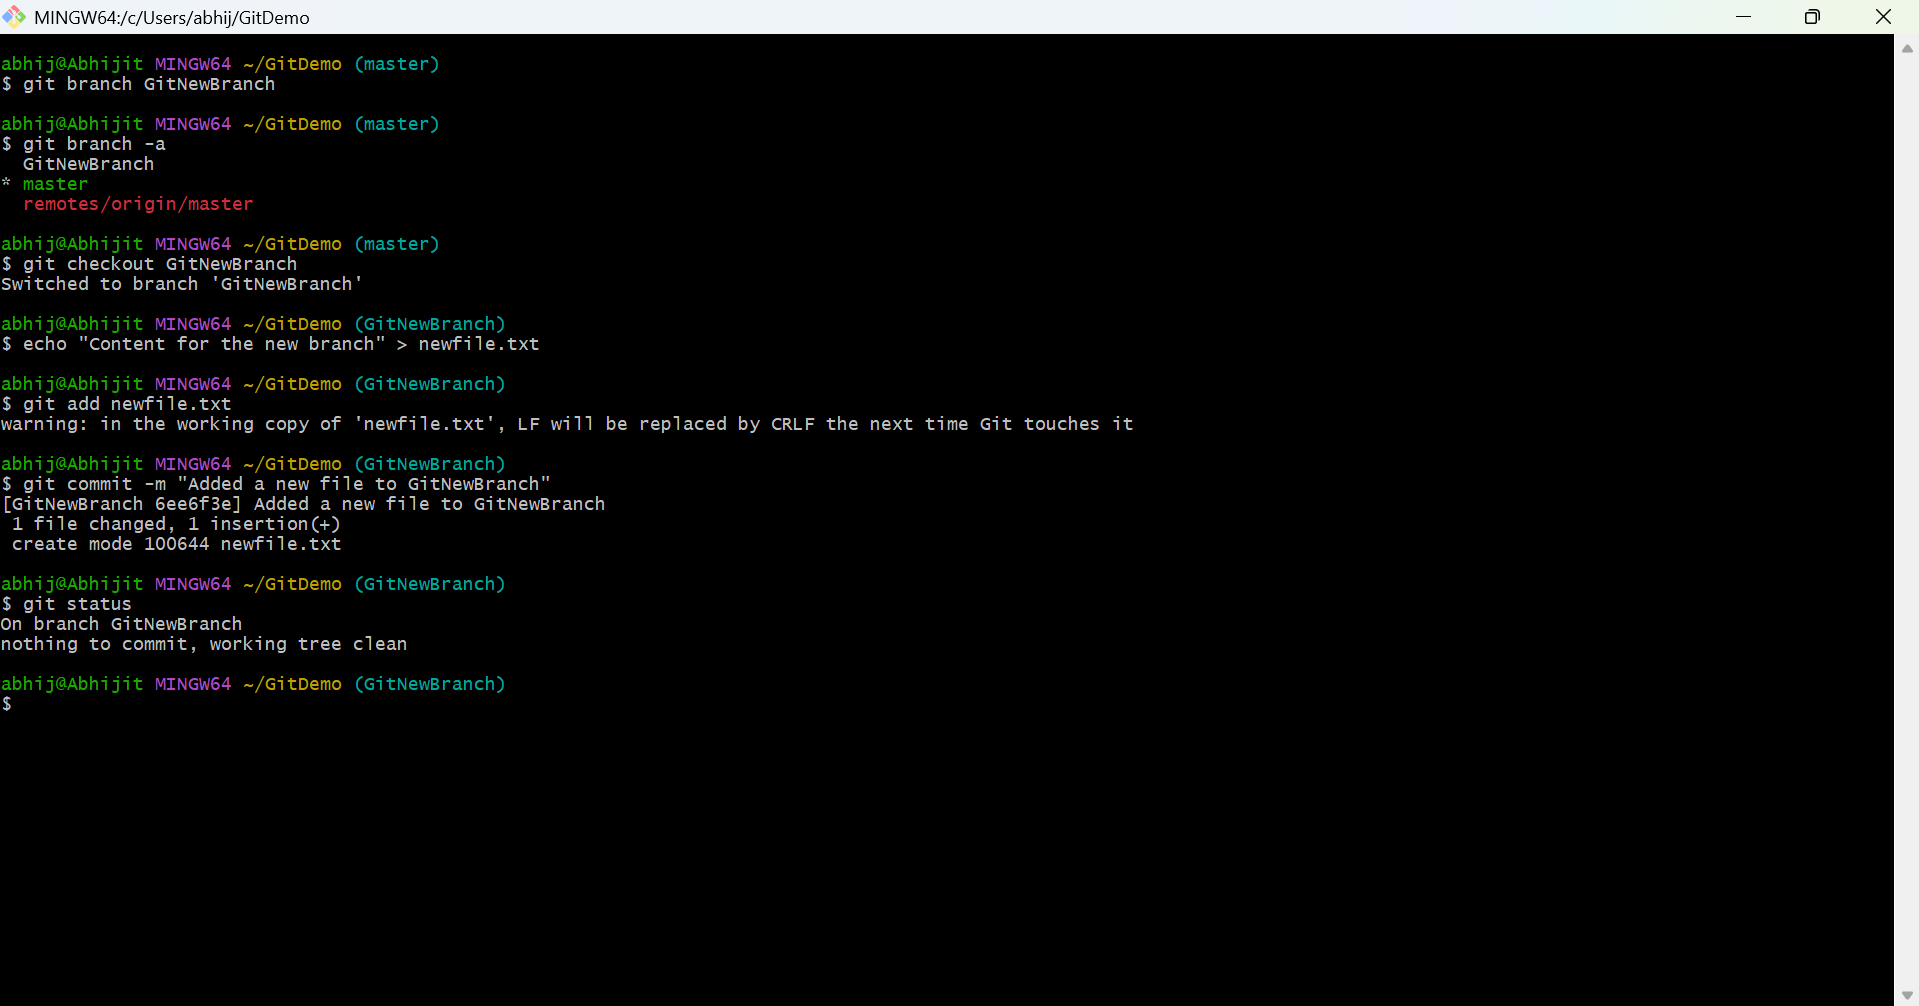 MINGW64:/c/Users/abhij/GitDemo
abhij@Abhijit MINGW64 ~/GitDemo (master)
$ git branch GitNewBranch
abhij@Abhijit MINGW64 ~/GitDemo (master)
$ git branch -a
  GitNewBranch
* master
  remotes/origin/master
abhij@Abhijit MINGW64 ~/GitDemo (master)
$ git checkout GitNewBranch
Switched to branch 'GitNewBranch'
abhij@Abhijit MINGW64 ~/GitDemo (GitNewBranch)
$ echo "Content for the new branch" > newfile.txt
abhij@Abhijit MINGW64 ~/GitDemo (GitNewBranch)
$ git add newfile.txt
warning: in the working copy of 'newfile.txt', LF will be replaced by CRLF the next time Git touches it
abhij@Abhijit MINGW64 ~/GitDemo (GitNewBranch)
$ git commit -m "Added a new file to GitNewBranch"
[GitNewBranch 6ee6f3e] Added a new file to GitNewBranch
 1 file changed, 1 insertion(+)
 create mode 100644 newfile.txt
abhij@Abhijit MINGW64 ~/GitDemo (GitNewBranch)
$ git status
On branch GitNewBranch
nothing to commit, working tree clean
abhij@Abhijit MINGW64 ~/GitDemo (GitNewBranch)
$